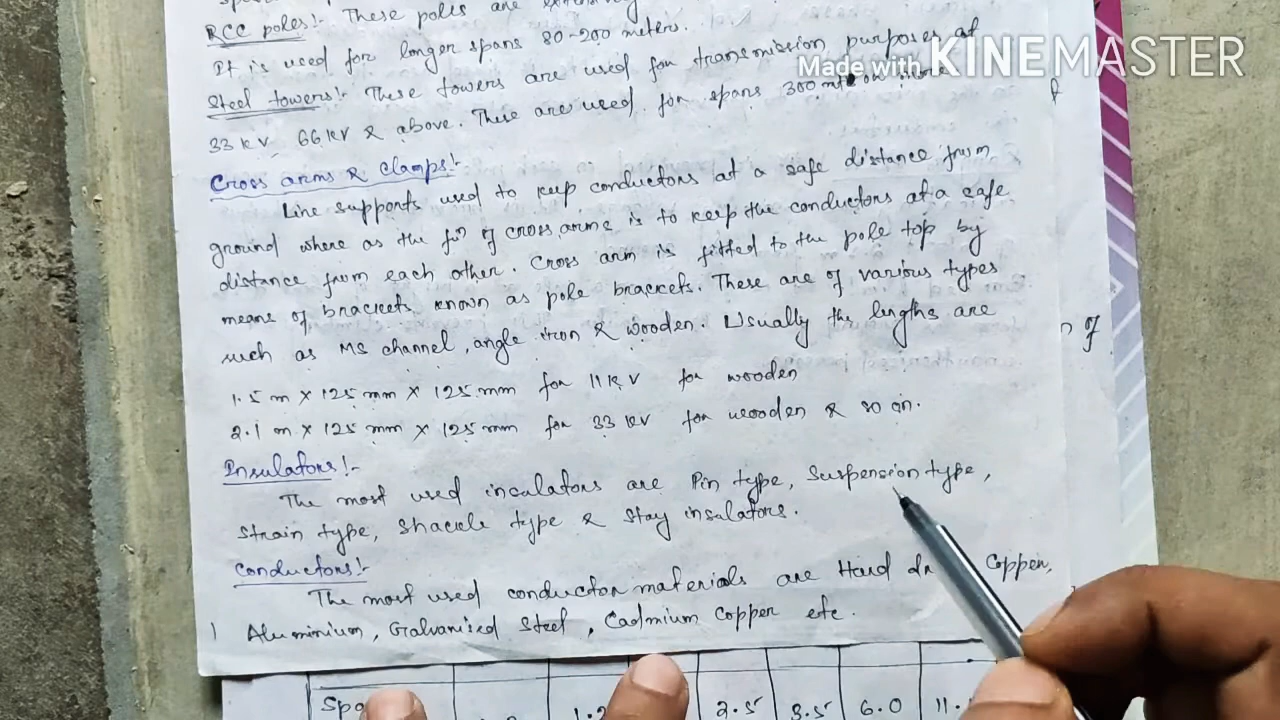 RCC poles:- These poles are
It is used for longer spans 80-200 meters.
Steel towers:- These towers are used for transmission purposes at
33 kV 66 kV & above. These are used for spans 300 mt or more
Cross arms & Clamps:-
Line supports used to keep conductors at a safe distance from
ground where as the fun of cross arms is to keep the conductors at a safe
distance from each other. Cross arm is fitted to the pole top by
means of brackets known as pole brackets. These are of various types
such as MS channel, angle iron & wooden. Usually the lengths are
1.5 m x 125 mm x 125 mm for 11 kV for wooden
2.1 m x 125 mm x 125 mm for 33 kV for wooden & so on.
Insulators:-
The most used insulators are Pin type, Suspension type,
Strain type, Shackle type & Stay insulators.
Conductors:-
The most used conductor materials are Hard Copper,
Aluminium, Galvanised Steel, Cadmium Copper etc.
2.5 3.5 6.0 11.
n of
Made with KINEMASTER